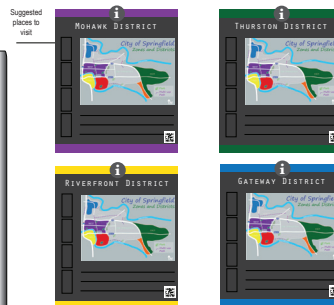 Suggested
places to
visit
i
MOHAWK DISTRICT
City of Springfield
Zones and Districts
i
THURSTON DISTRICT
City of Springfield
Zones and Districts
i
RIVERFRONT DISTRICT
City of Springfield
Zones and Districts
i
GATEWAY DISTRICT
City of Springfield
Zones and Districts